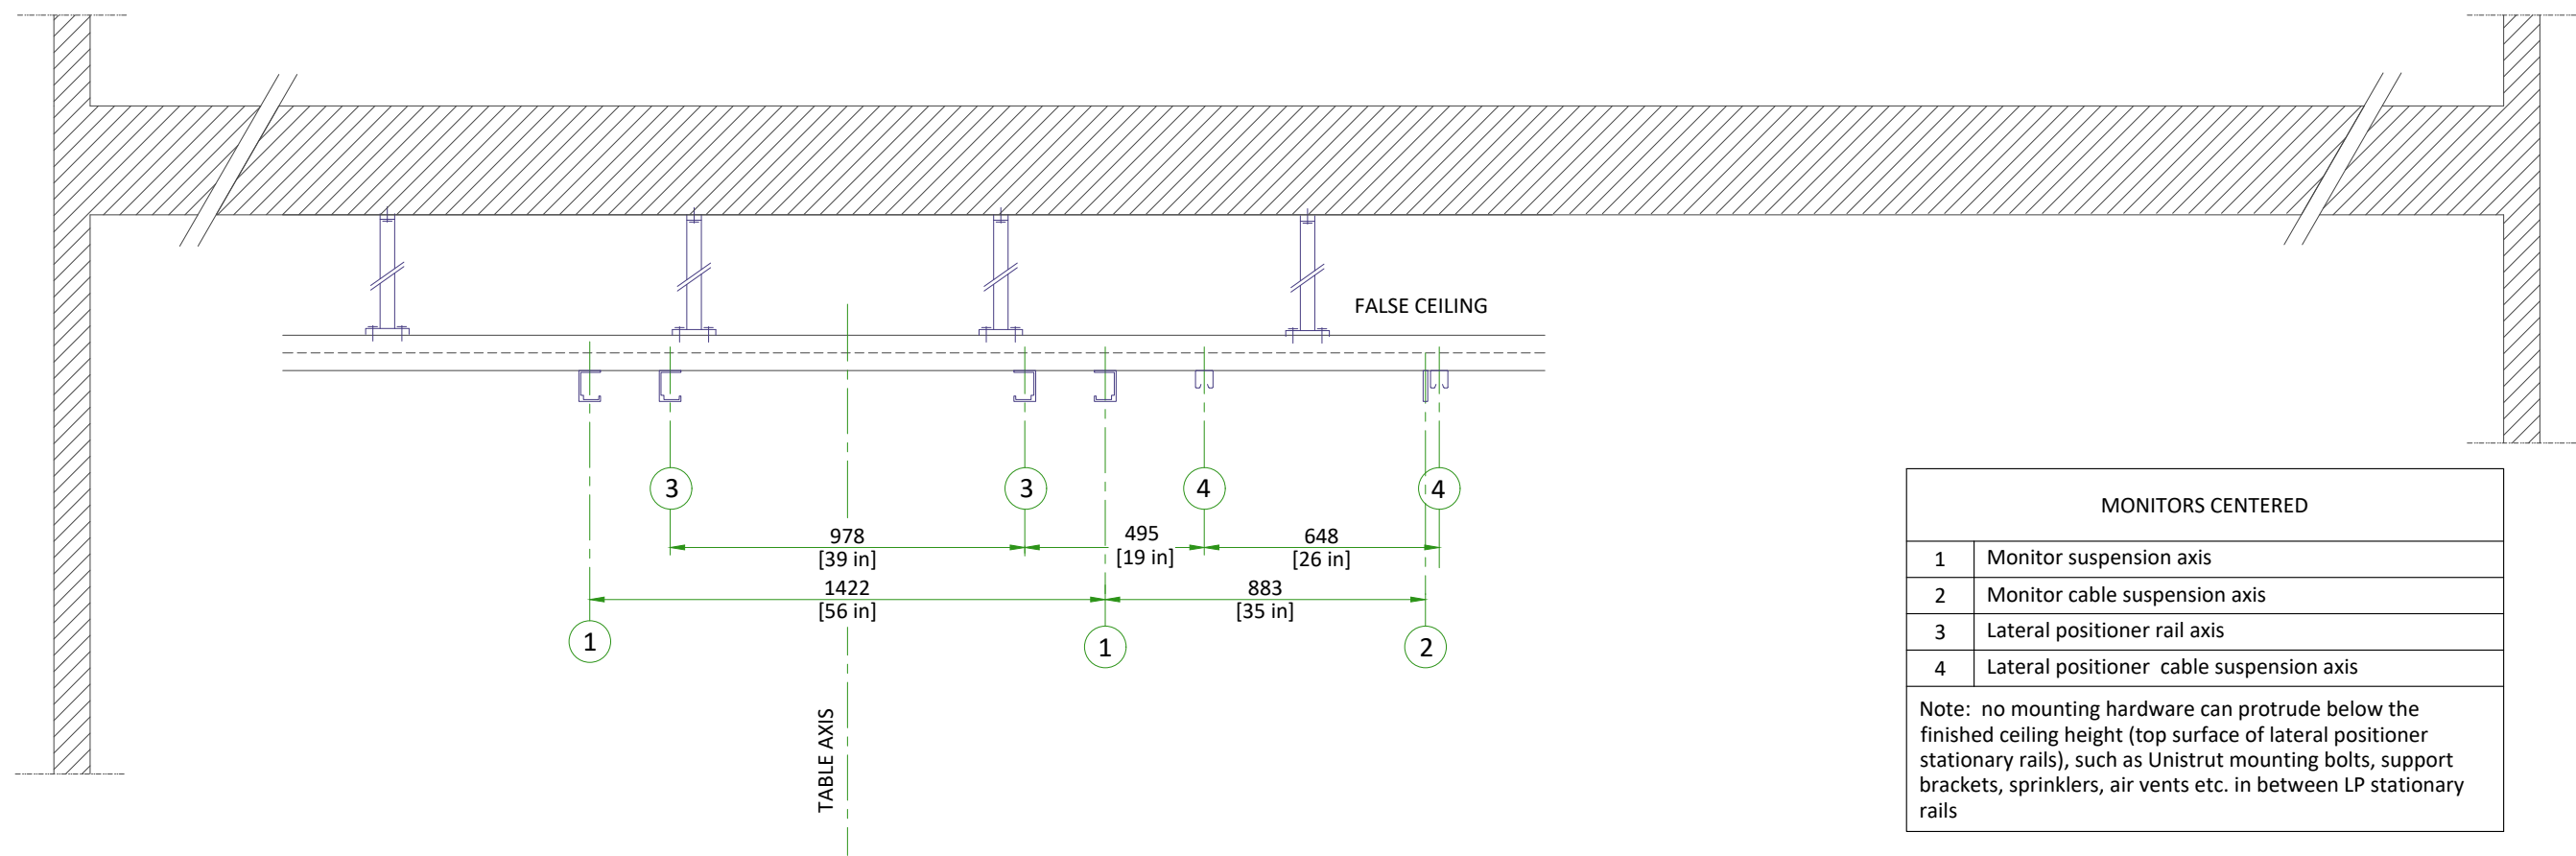 FALSE CEILING
3
3
4
4
978
[39 in]
495
[19 in]
648
[26 in]
1422
[56 in]
883
[35 in]
1
1
2
TABLE AXIS
MONITORS CENTERED
1 Monitor suspension axis
2 Monitor cable suspension axis
3 Lateral positioner rail axis
4 Lateral positioner cable suspension axis
Note: no mounting hardware can protrude below the
finished ceiling height (top surface of lateral positioner
stationary rails), such as Unistrut mounting bolts, support
brackets, sprinklers, air vents etc. in between LP stationary
rails